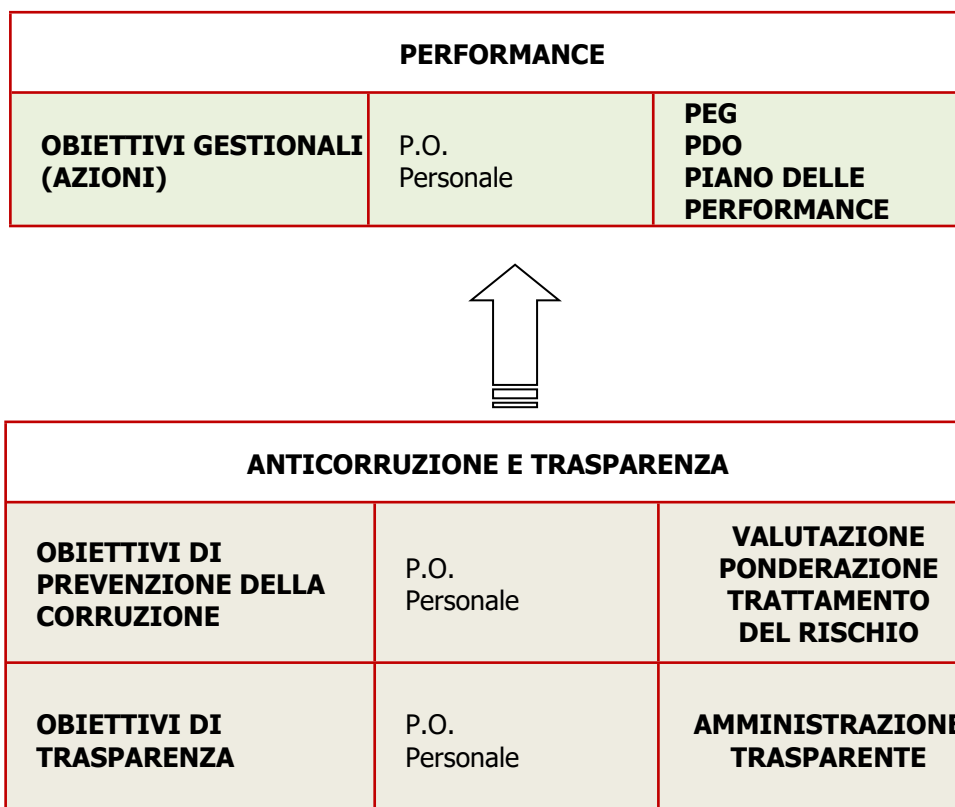 PERFORMANCE
OBIETTIVI GESTIONALI
(AZIONI)
P.O.
Personale
PEG
PDO
PIANO DELLE
PERFORMANCE
ANTICORRUZIONE E TRASPARENZA
OBIETTIVI DI
PREVENZIONE DELLA
CORRUZIONE
P.O.
Personale
VALUTAZIONE
PONDERAZIONE
TRATTAMENTO
DEL RISCHIO
OBIETTIVI DI
TRASPARENZA
P.O.
Personale
AMMINISTRAZIONE
TRASPARENTE